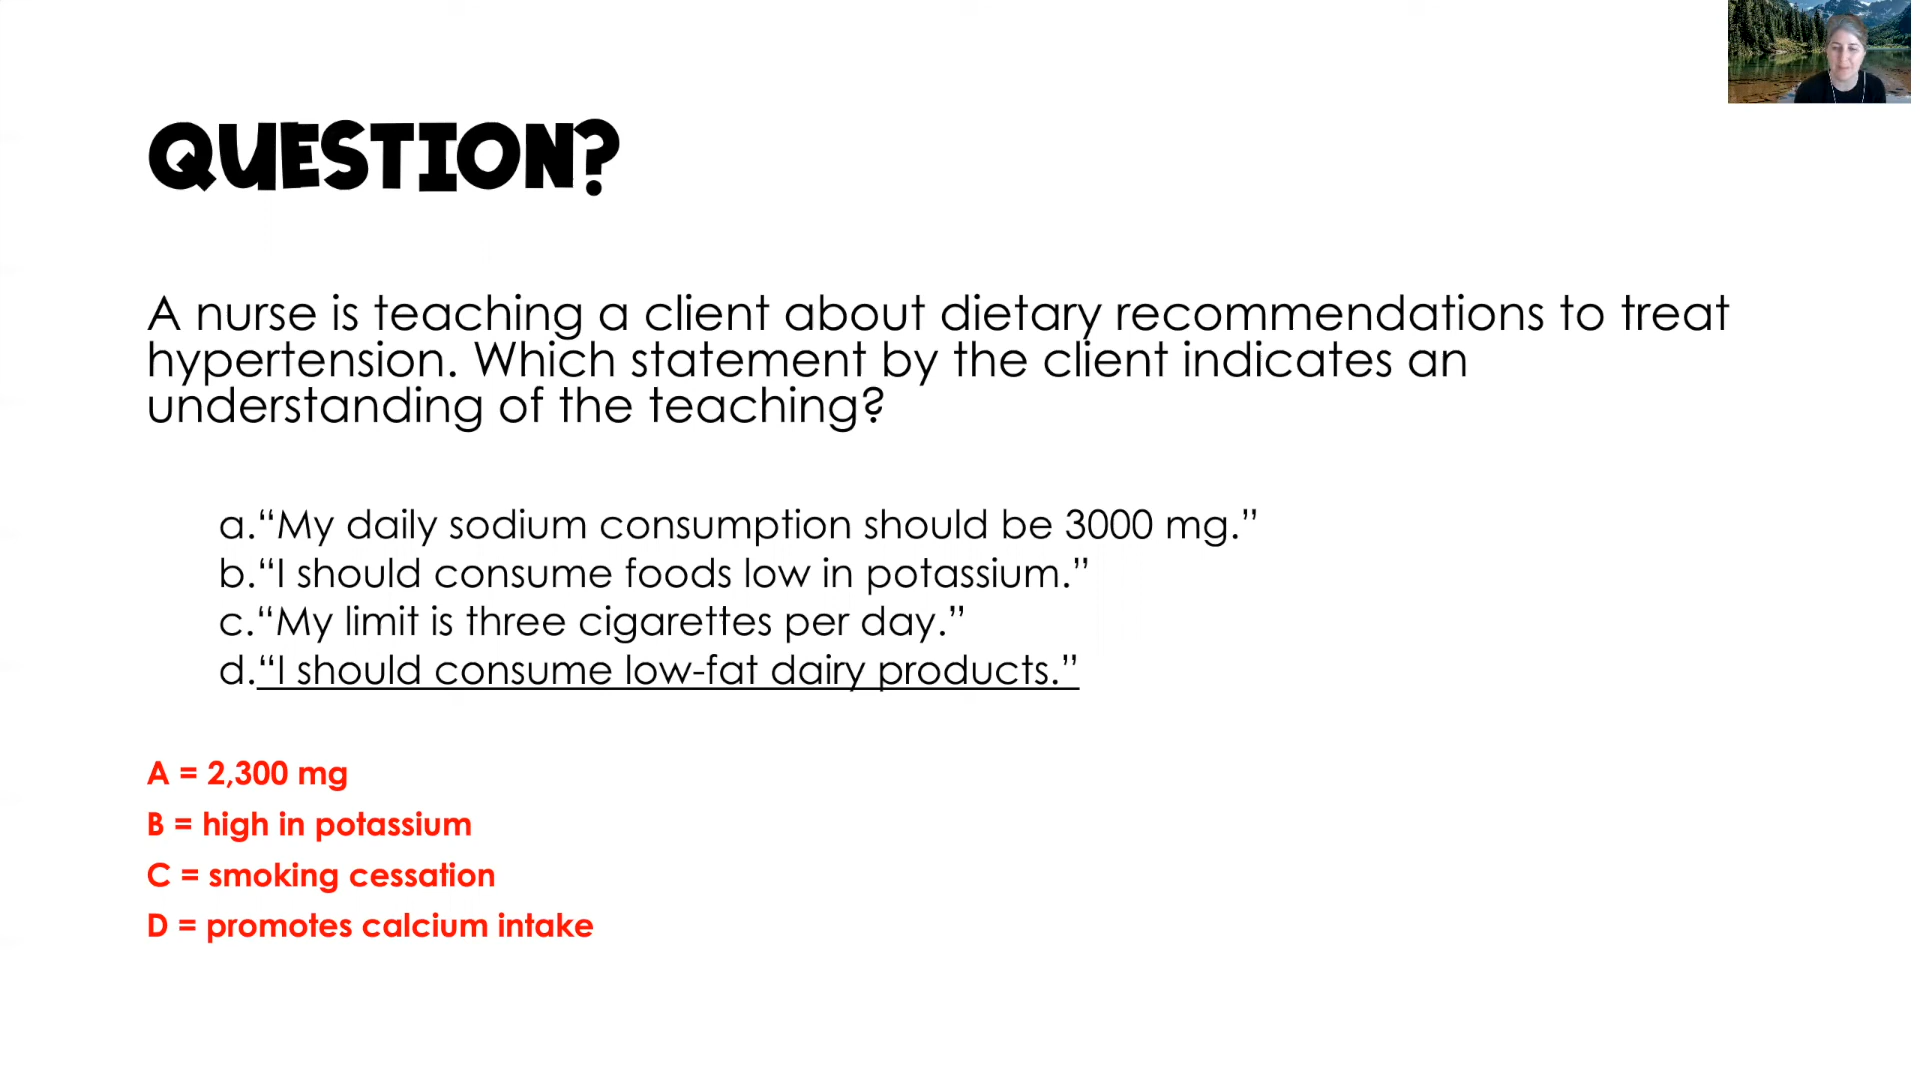 QUESTION?
A nurse is teaching a client about dietary recommendations to treat
hypertension. Which statement by the client indicates an
understanding of the teaching?
a.“My daily sodium consumption should be 3000 mg.”
b.“I should consume foods low in potassium.”
c.“My limit is three cigarettes per day.”
d.“I should consume low-fat dairy products.”
A = 2,300 mg
B = high in potassium
C = smoking cessation
D = promotes calcium intake